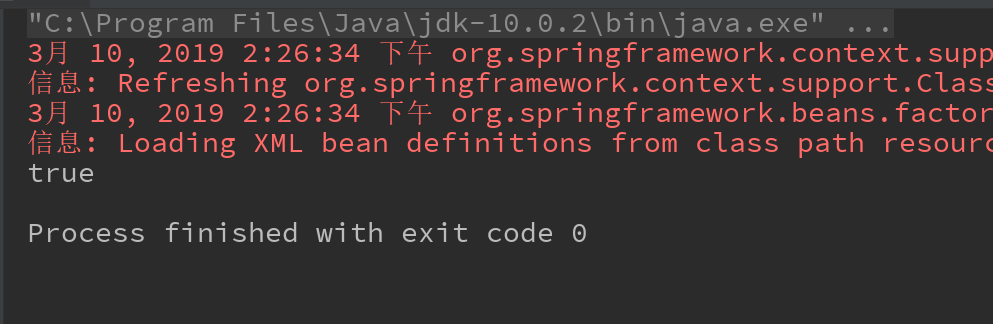 "C:\Program Files\Java\jdk-10.0.2\bin\java.exe" ...
3月 10, 2019 2:26:34 下午 org.springframework.context.supp
信息: Refreshing org.springframework.context.support.Class
3月 10, 2019 2:26:34 下午 org.springframework.beans.factor
信息: Loading XML bean definitions from class path resourc
true
Process finished with exit code 0